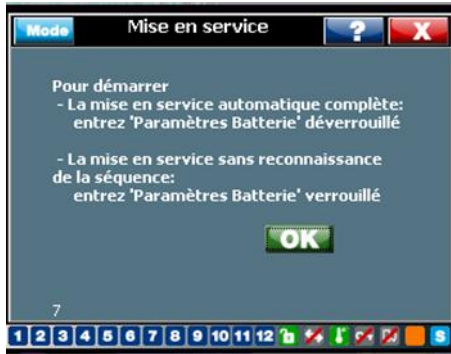 Mode Mise en service ? X
Pour démarrer
- La mise en service automatique complète:
entrez 'Paramètres Batterie' déverrouillé
- La mise en service sans reconnaissance
de la séquence:
entrez 'Paramètres Batterie' verrouillé
OK
7
1 2 3 4 5 6 7 8 9 10 11 12 S